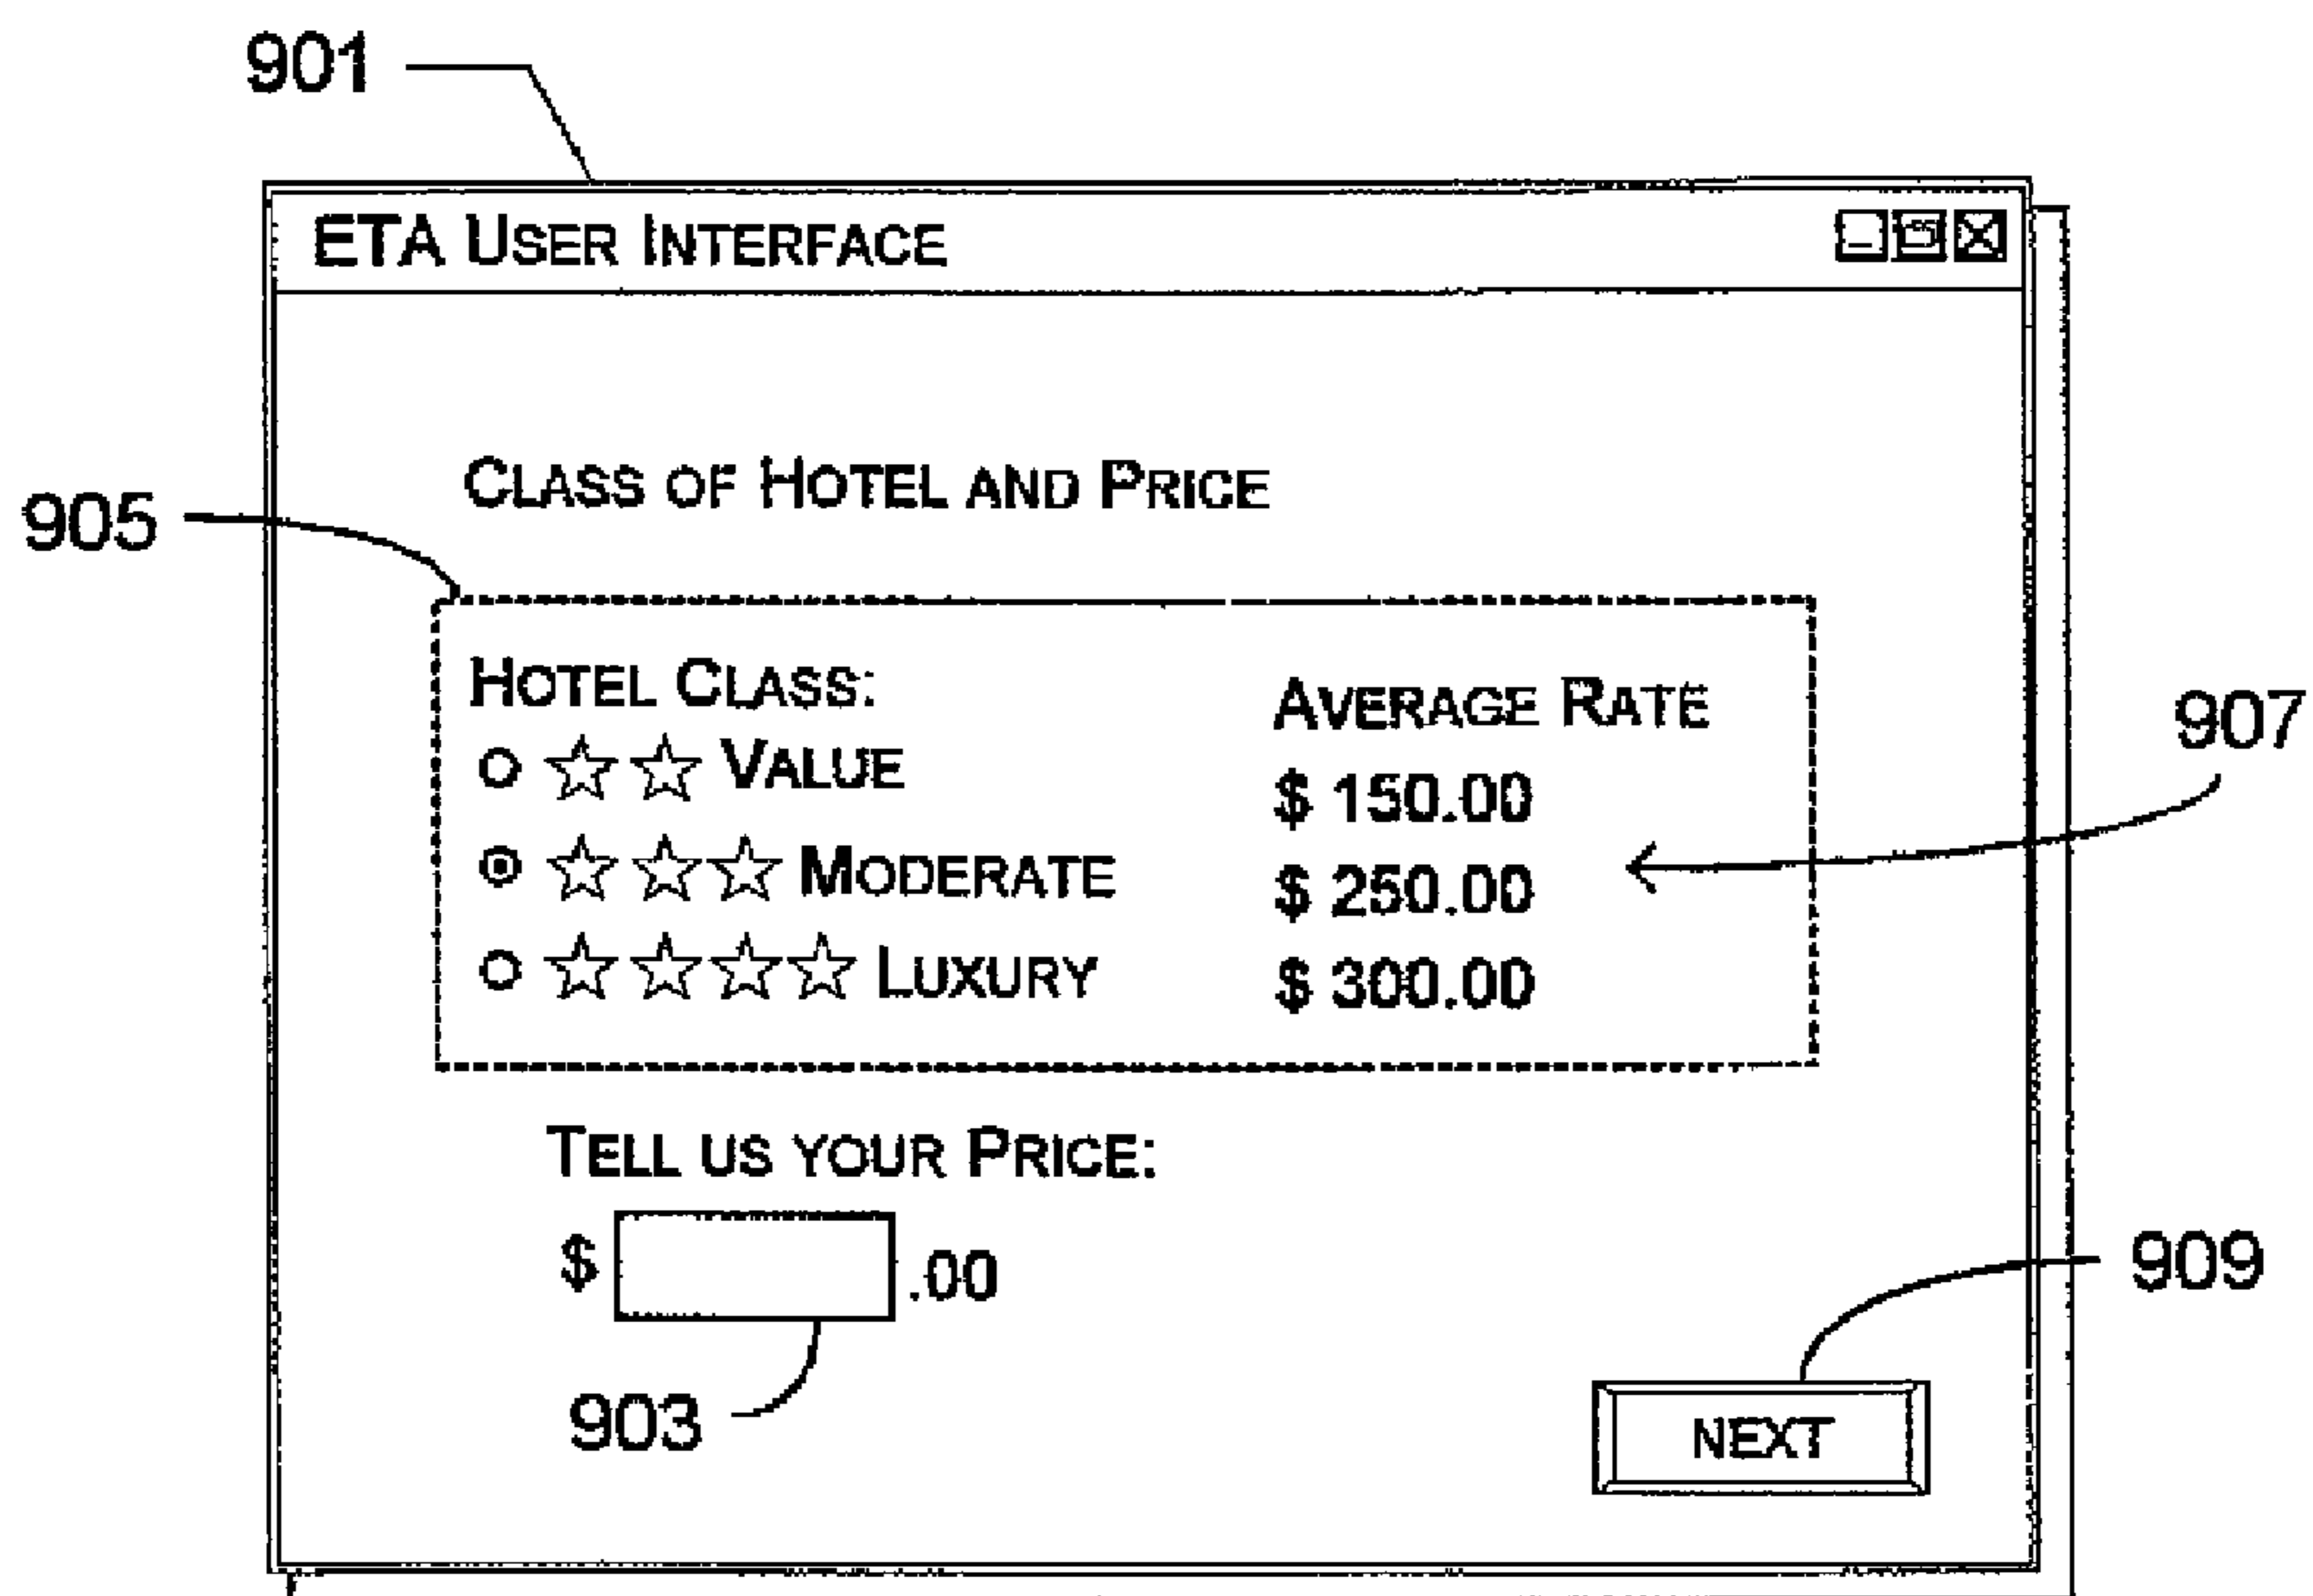 901
ETA USER INTERFACE
905
CLASS OF HOTEL AND PRICE
HOTEL CLASS:
AVERAGE RATE
907
☆☆ VALUE
$ 150.00
☆☆☆ MODERATE
$ 250.00
☆☆☆☆ LUXURY
$ 300.00
TELL US YOUR PRICE:
$ .00
909
903
NEXT